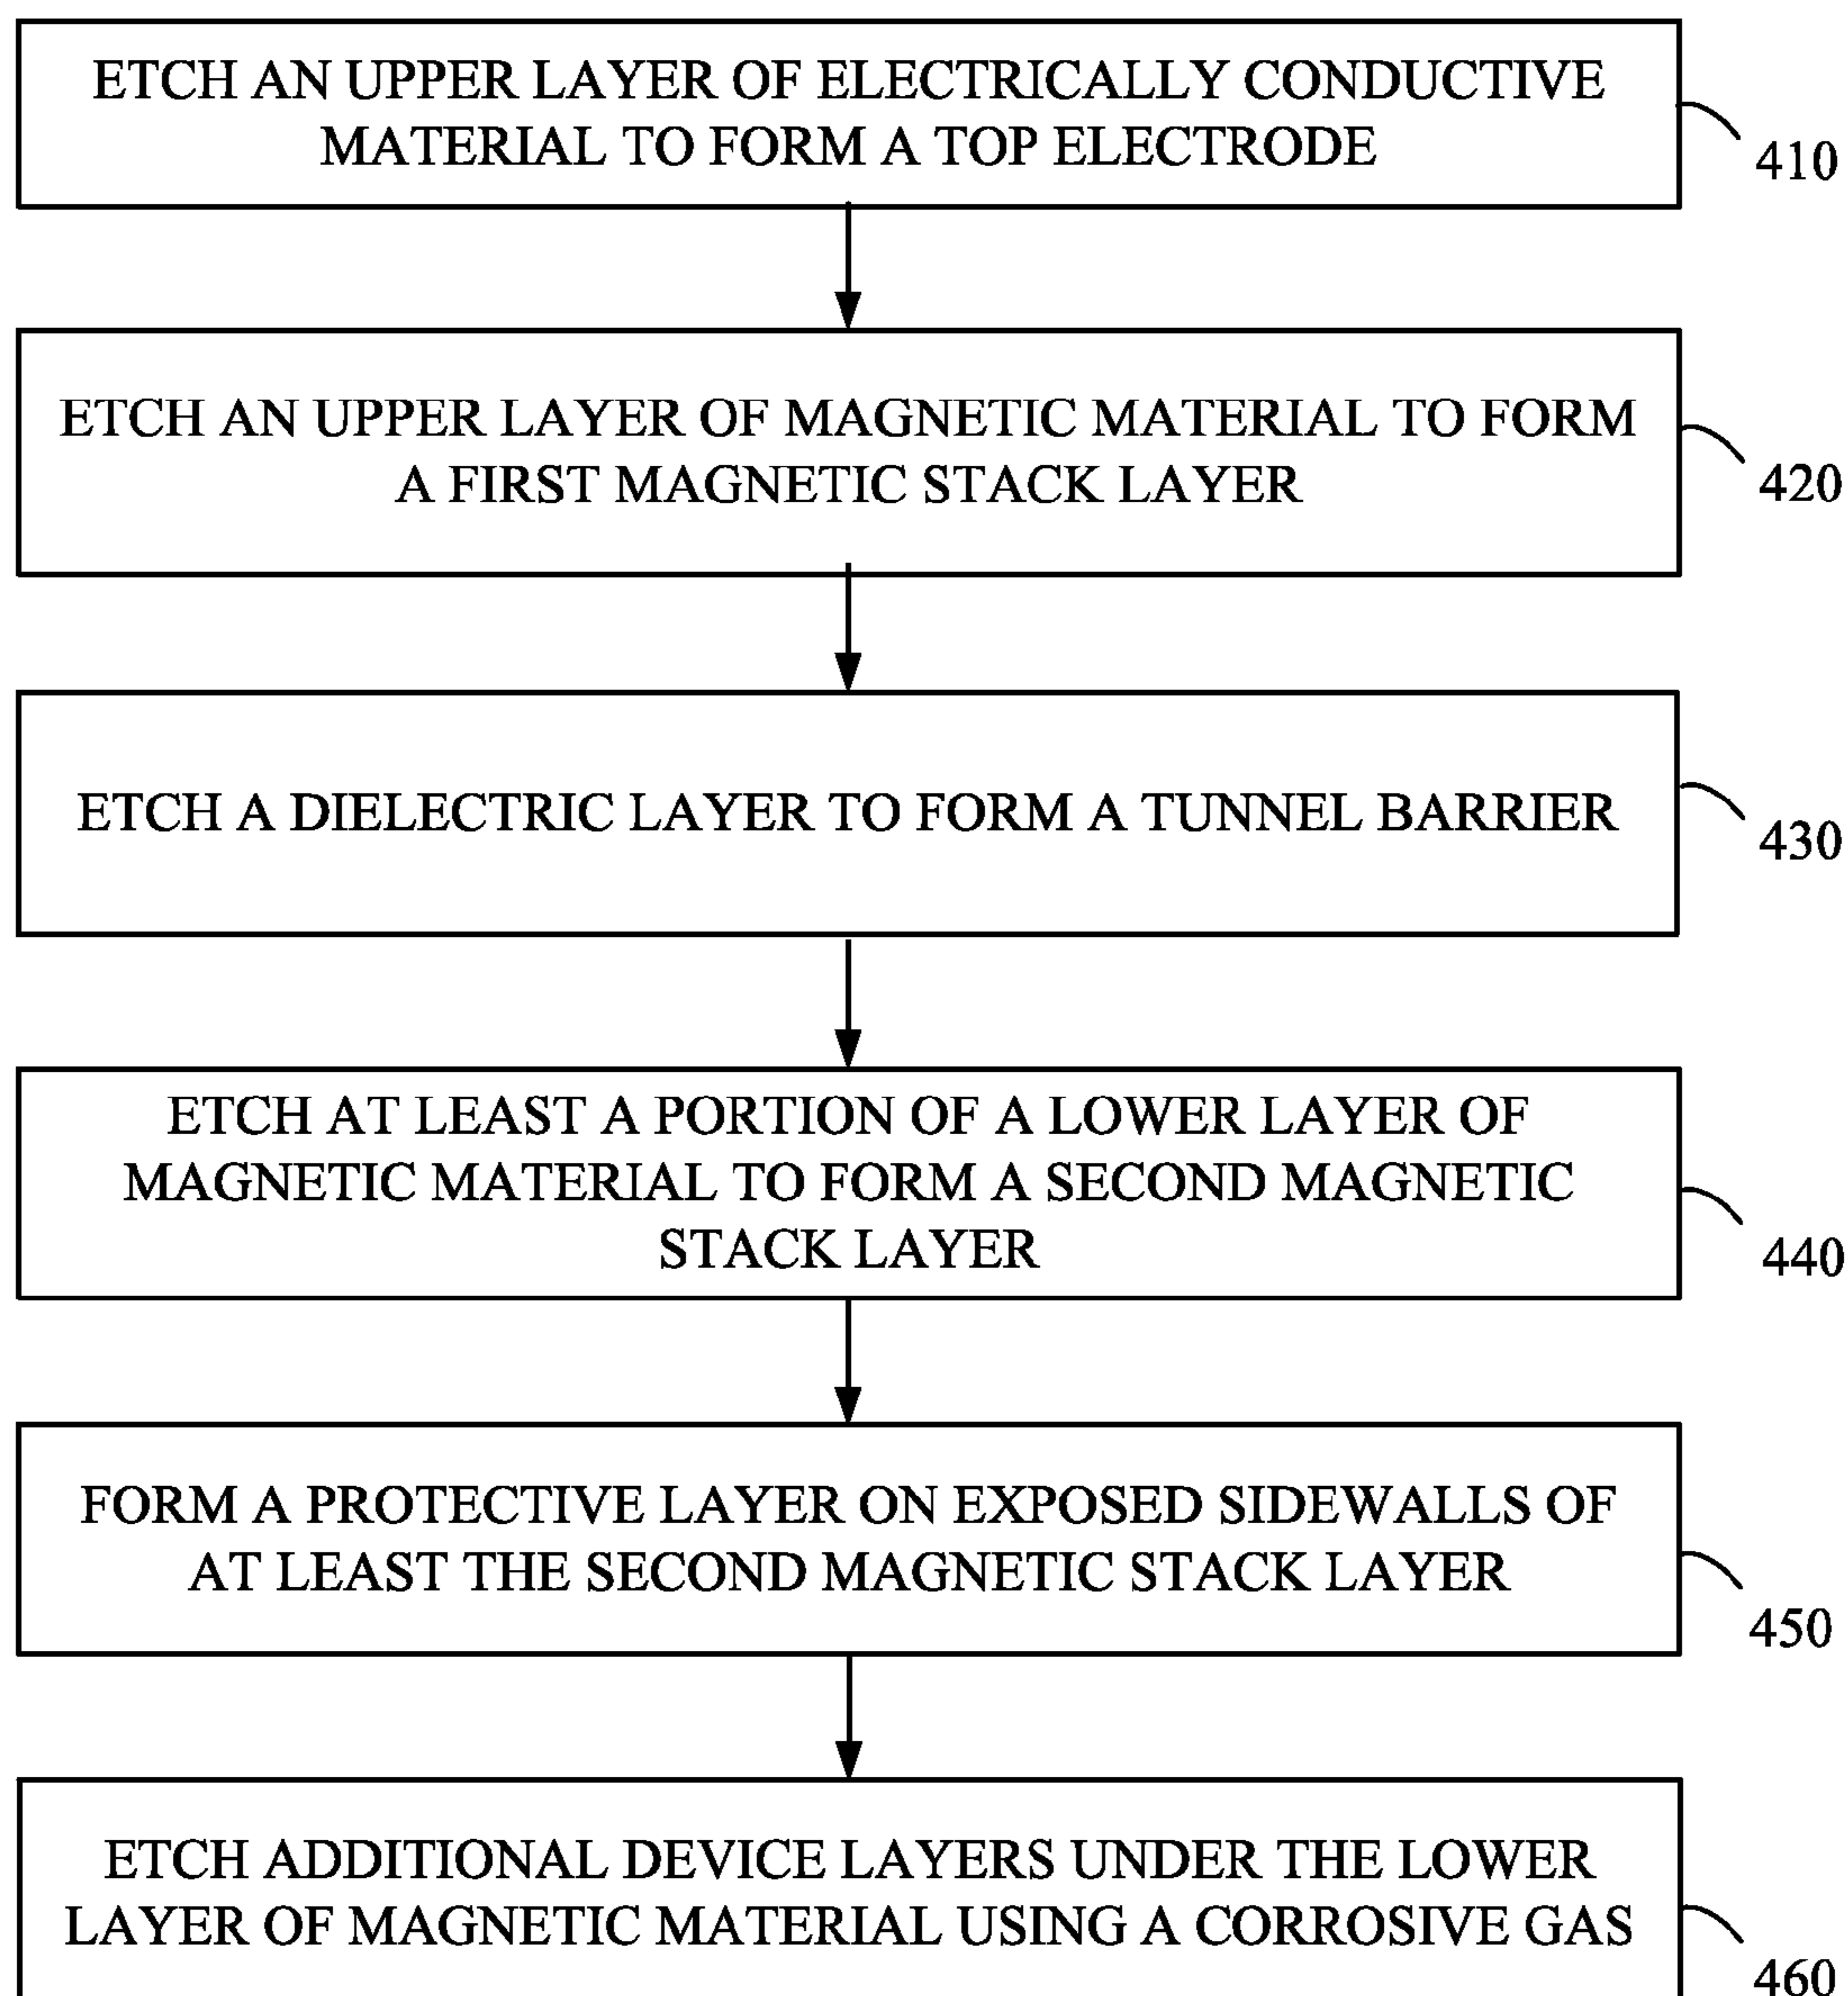 ETCH AN UPPER LAYER OF ELECTRICALLY CONDUCTIVE
MATERIAL TO FORM A TOP ELECTRODE
410
ETCH AN UPPER LAYER OF MAGNETIC MATERIAL TO FORM
A FIRST MAGNETIC STACK LAYER
420
ETCH A DIELECTRIC LAYER TO FORM A TUNNEL BARRIER
430
ETCH AT LEAST A PORTION OF A LOWER LAYER OF
MAGNETIC MATERIAL TO FORM A SECOND MAGNETIC
STACK LAYER
440
FORM A PROTECTIVE LAYER ON EXPOSED SIDEWALLS OF
AT LEAST THE SECOND MAGNETIC STACK LAYER
450
ETCH ADDITIONAL DEVICE LAYERS UNDER THE LOWER
LAYER OF MAGNETIC MATERIAL USING A CORROSIVE GAS
460